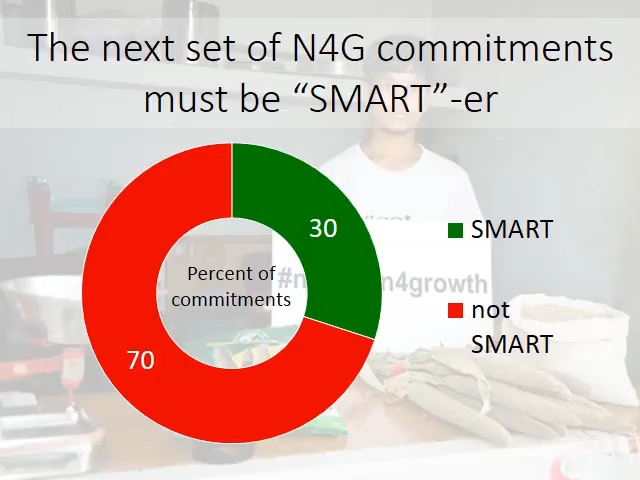 The next set of N4G commitments
must be “SMART”-er
30
SMART
Percent of
commitments
not
SMART
70